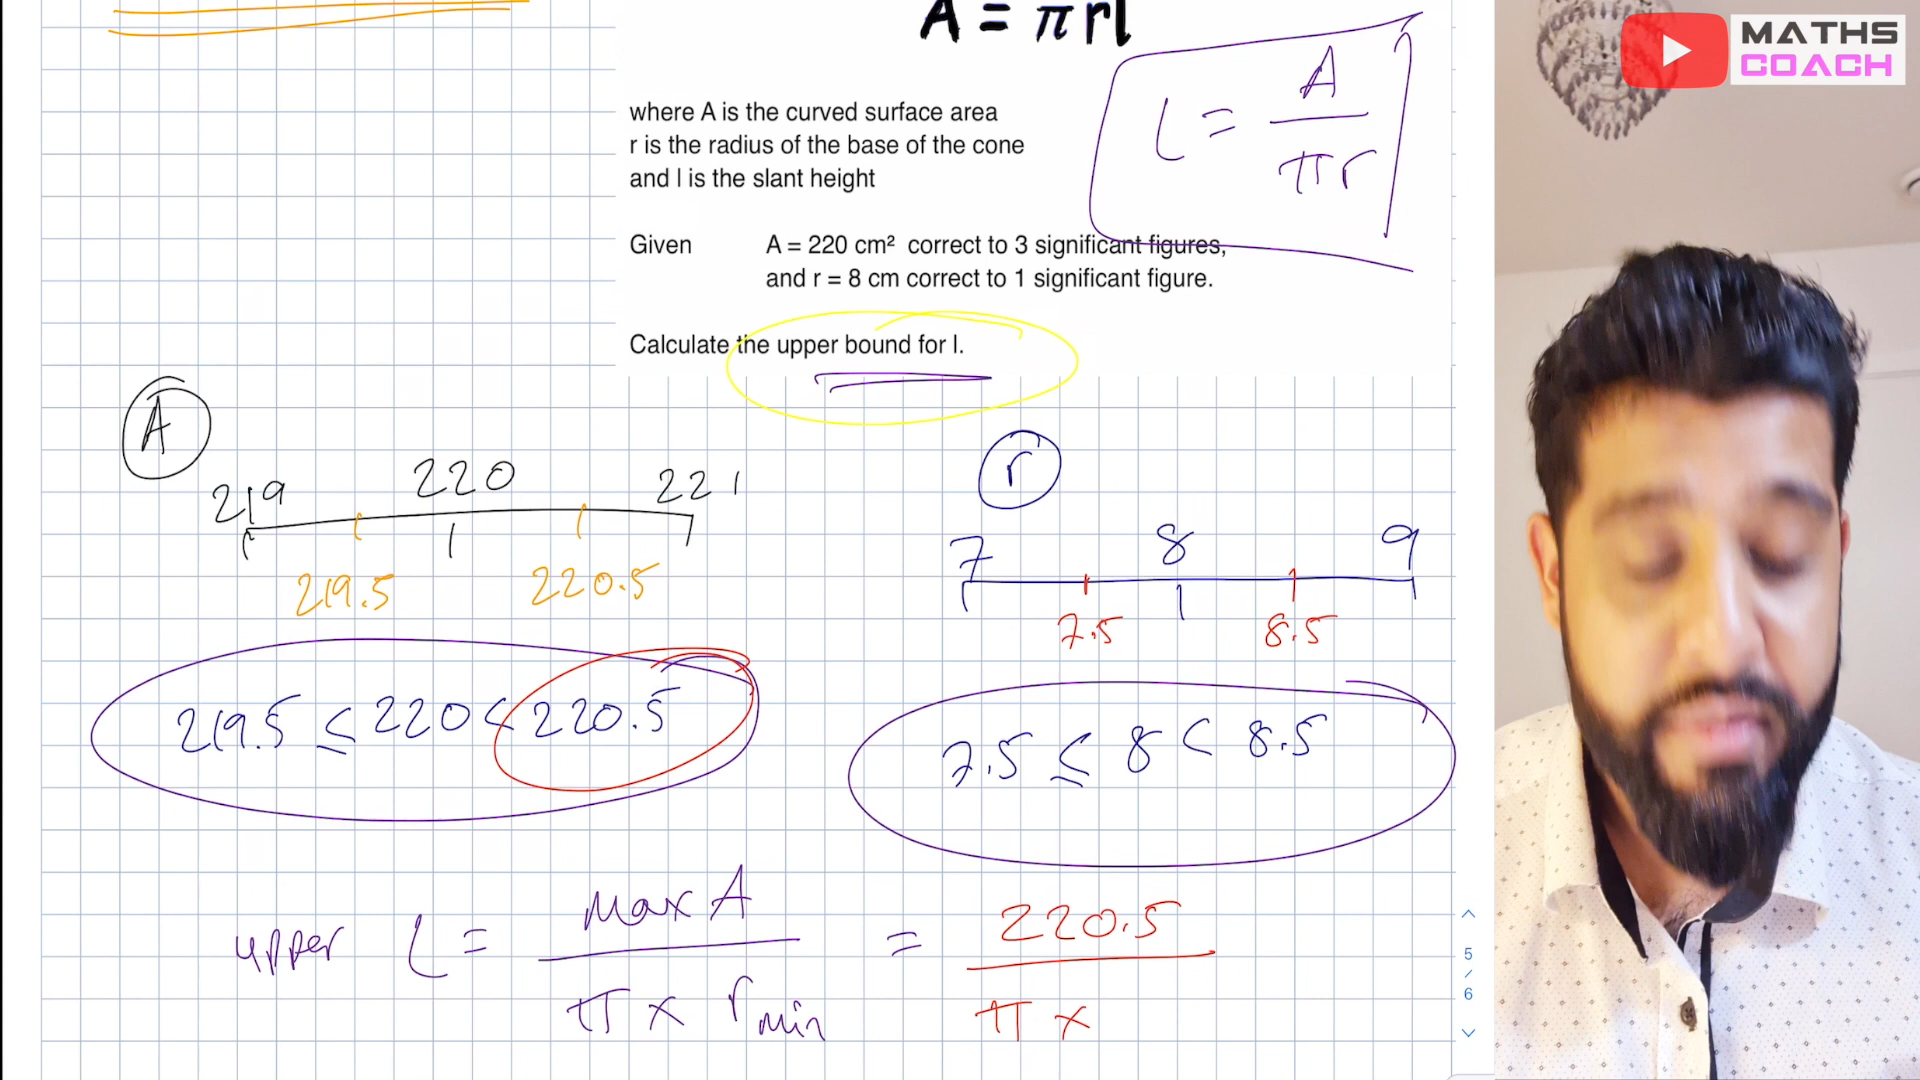 A = πrl
MATHS
COACH
l = A / πr
where A is the curved surface area
r is the radius of the base of the cone
and l is the slant height
Given A = 220 cm² correct to 3 significant figures,
and r = 8 cm correct to 1 significant figure.
Calculate the upper bound for l.
A
219 220 221
219.5 220.5
219.5 ≤ 220 < 220.5
r
7 8 9
7.5 8.5
7.5 ≤ 8 < 8.5
upper L = Max A / π × r min = 220.5 / π ×
5
/
6